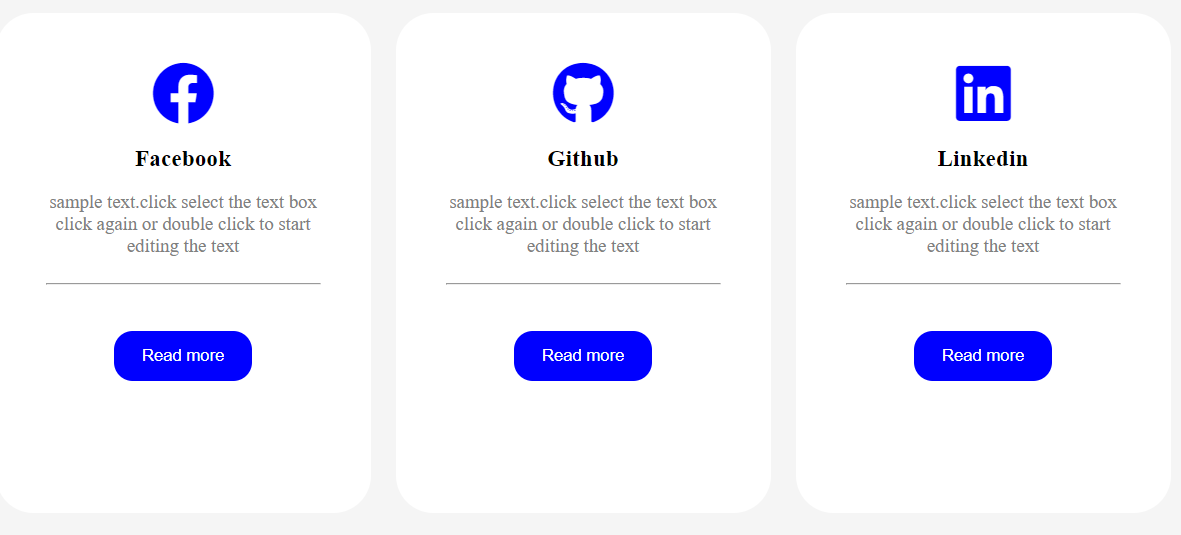 Facebook
sample text.click select the text box
click again or double click to start
editing the text
Read more
Github
sample text.click select the text box
click again or double click to start
editing the text
Read more
Linkedin
sample text.click select the text box
click again or double click to start
editing the text
Read more